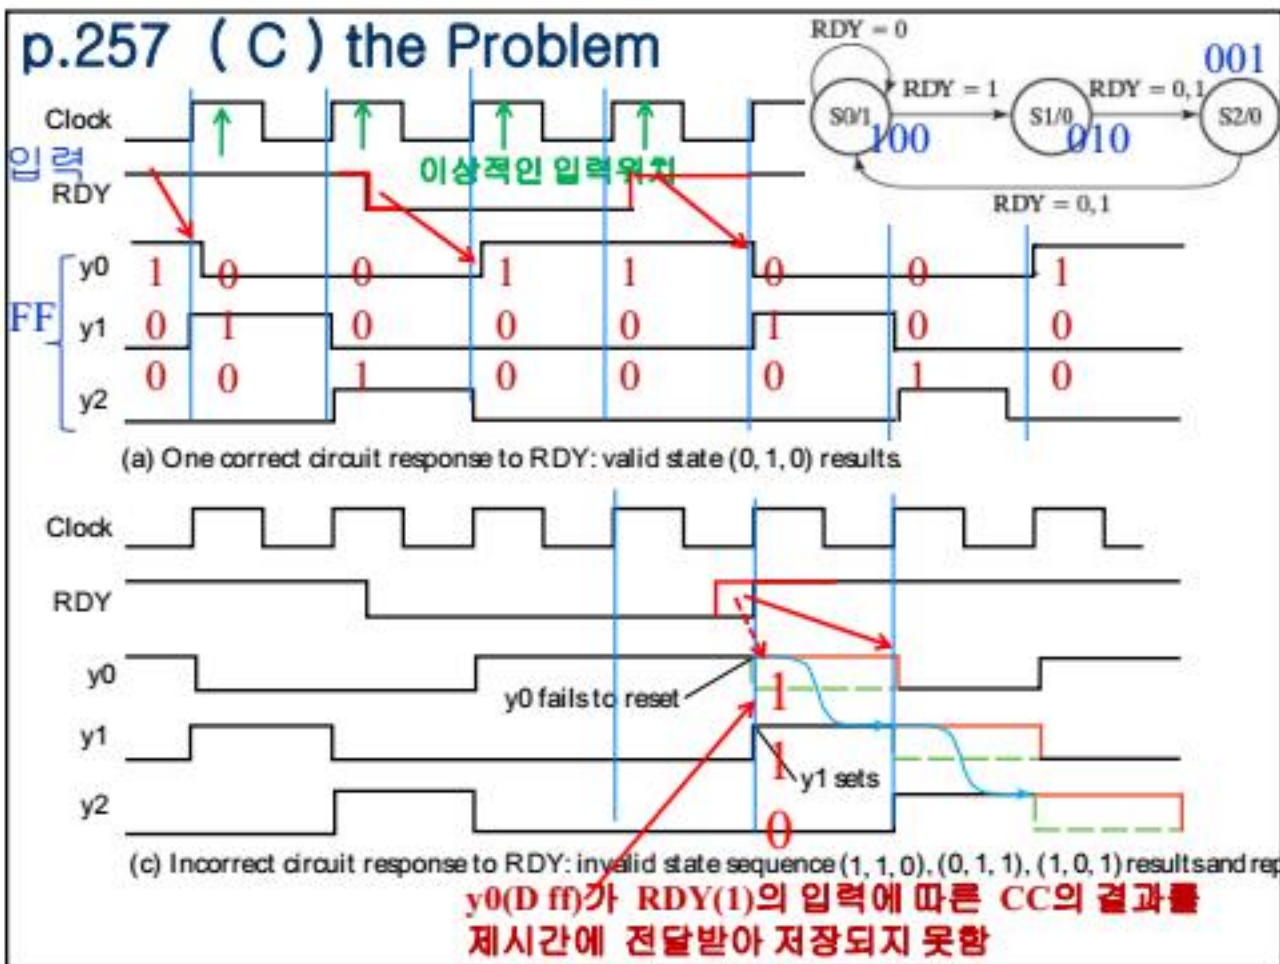 p.257 ( C ) the Problem
RDY = 0
001
S0/1
RDY = 1
S1/0
RDY = 0,1
S2/0
100
010
RDY = 0,1
Clock
입력
이상적인 입력위치
RDY
FF
y0
1 0 0 1 1 0 0 1
y1
0 1 0 0 0 1 0 0
y2
0 0 1 0 0 0 1 0
(a) One correct circuit response to RDY: valid state (0, 1, 0) results.
Clock
RDY
y0
y0 fails to reset
1
y1
1
y1 sets
y2
0
(c) Incorrect circuit response to RDY: invalid state sequence (1, 1, 0), (0, 1, 1), (1, 0, 1) results and rep
y0(D ff)가 RDY(1)의 입력에 따른 CC의 결과를
제시간에 전달받아 저장되지 못함